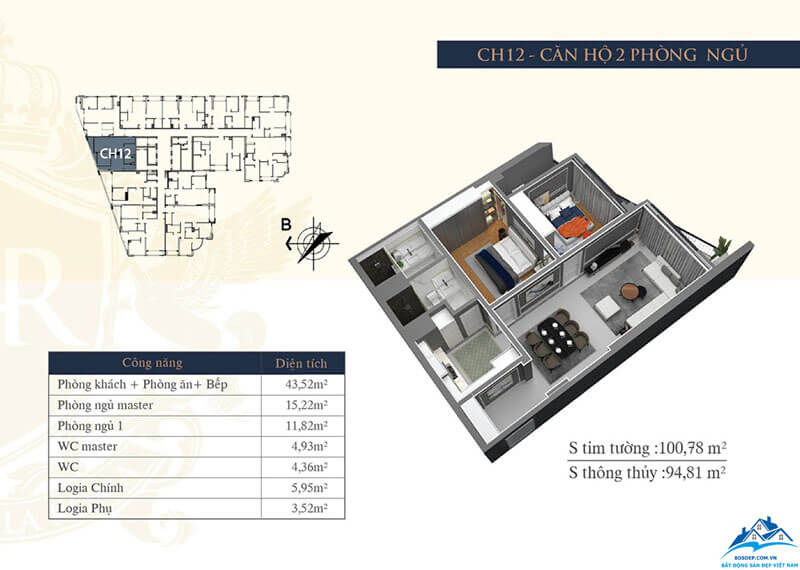 CH12 - CĂN HỘ 2 PHÒNG NGỦ
CH12
B
Công năng Diện tích
Phòng khách + Phòng ăn+ Bếp 43,52m²
Phòng ngủ master 15,22m²
Phòng ngủ 1 11,82m²
WC master 4,93m²
WC 4,36m²
Logia Chính 5,95m²
Logia Phụ 3,52m²
S tim tường :100,78 m²
S thông thủy :94,81 m²
R
IA
BDSDEP.COM.VN
BẤT ĐỘNG SẢN ĐẸP VIỆT NAM